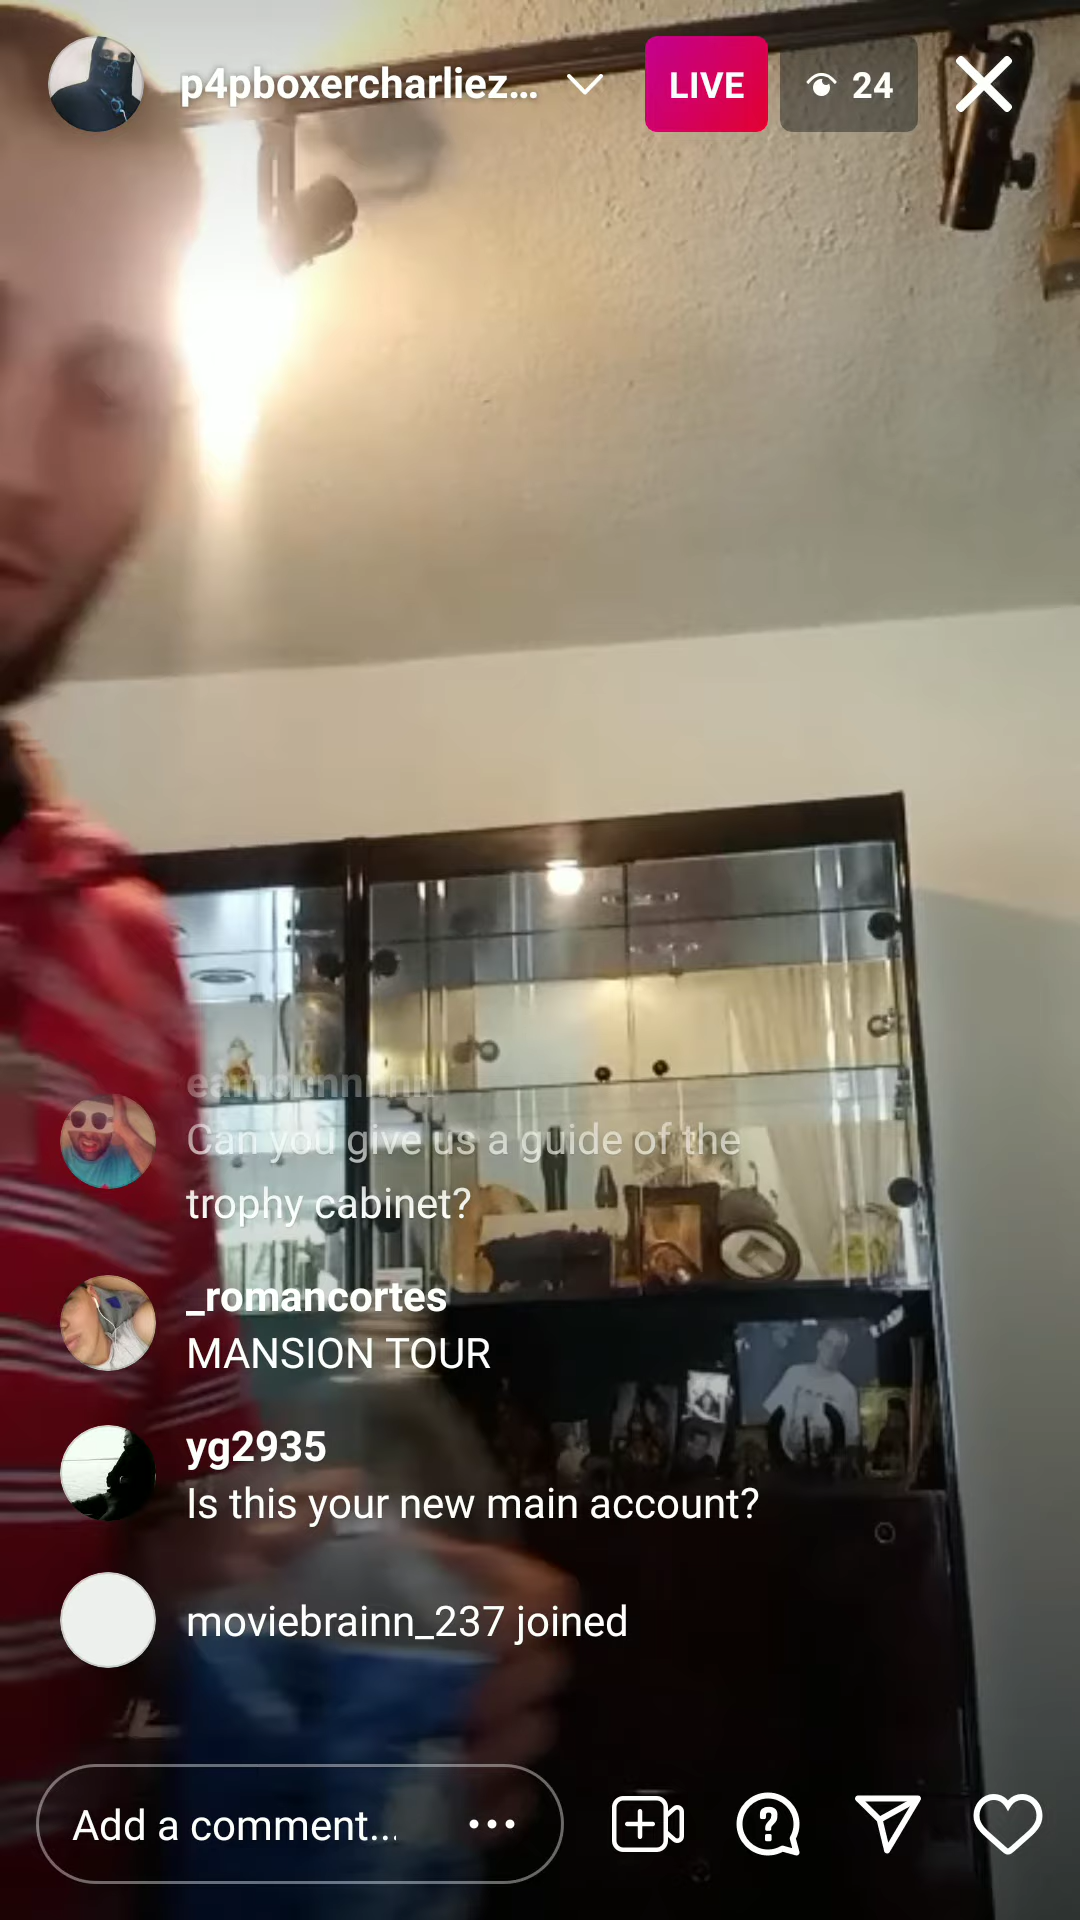 p4pboxercharliez...
LIVE
24
eamonnnnnn
Can you give us a guide of the
trophy cabinet?
_romancortes
MANSION TOUR
yg2935
Is this your new main account?
moviebrainn_237 joined
Add a comment...